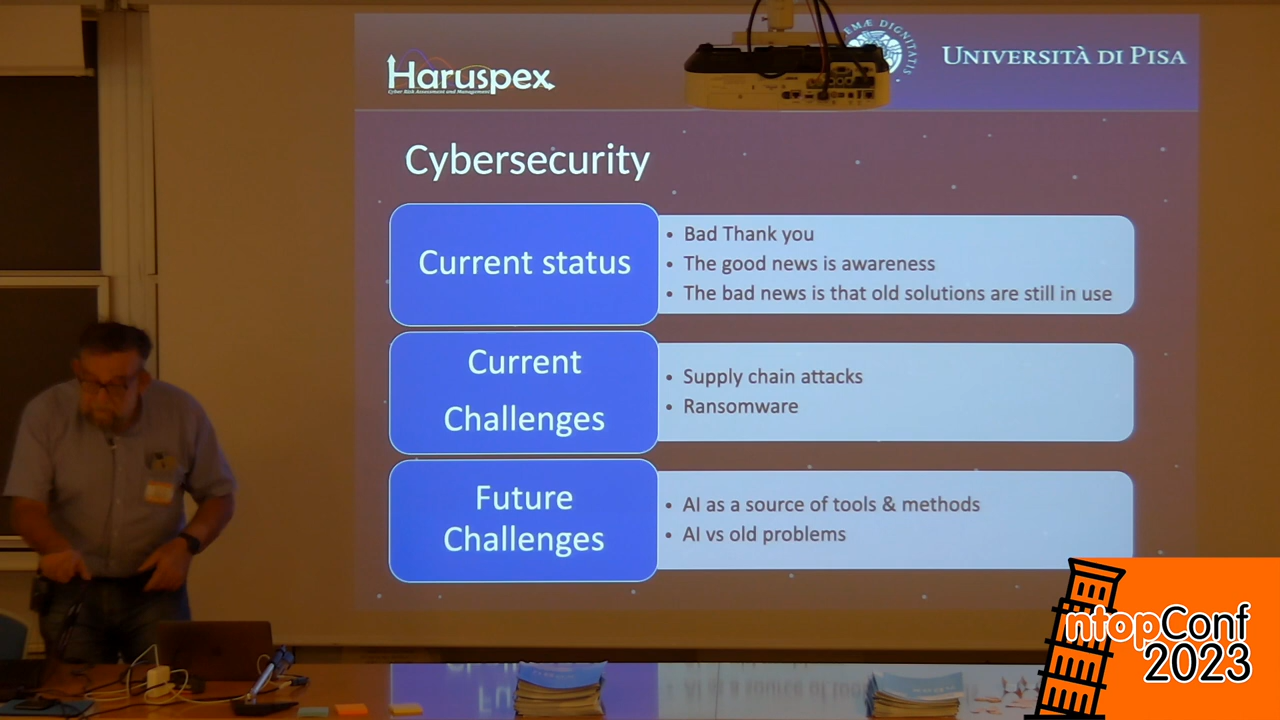 Haruspex
Cyber Risk Assessment and Management
EMÆ DIGNITATIS
UNIVERSITÀ DI PISA
Cybersecurity
Current status
• Bad Thank you
• The good news is awareness
• The bad news is that old solutions are still in use
Current
Challenges
• Supply chain attacks
• Ransomware
Future
Challenges
• AI as a source of tools & methods
• AI vs old problems
ntopConf
2023